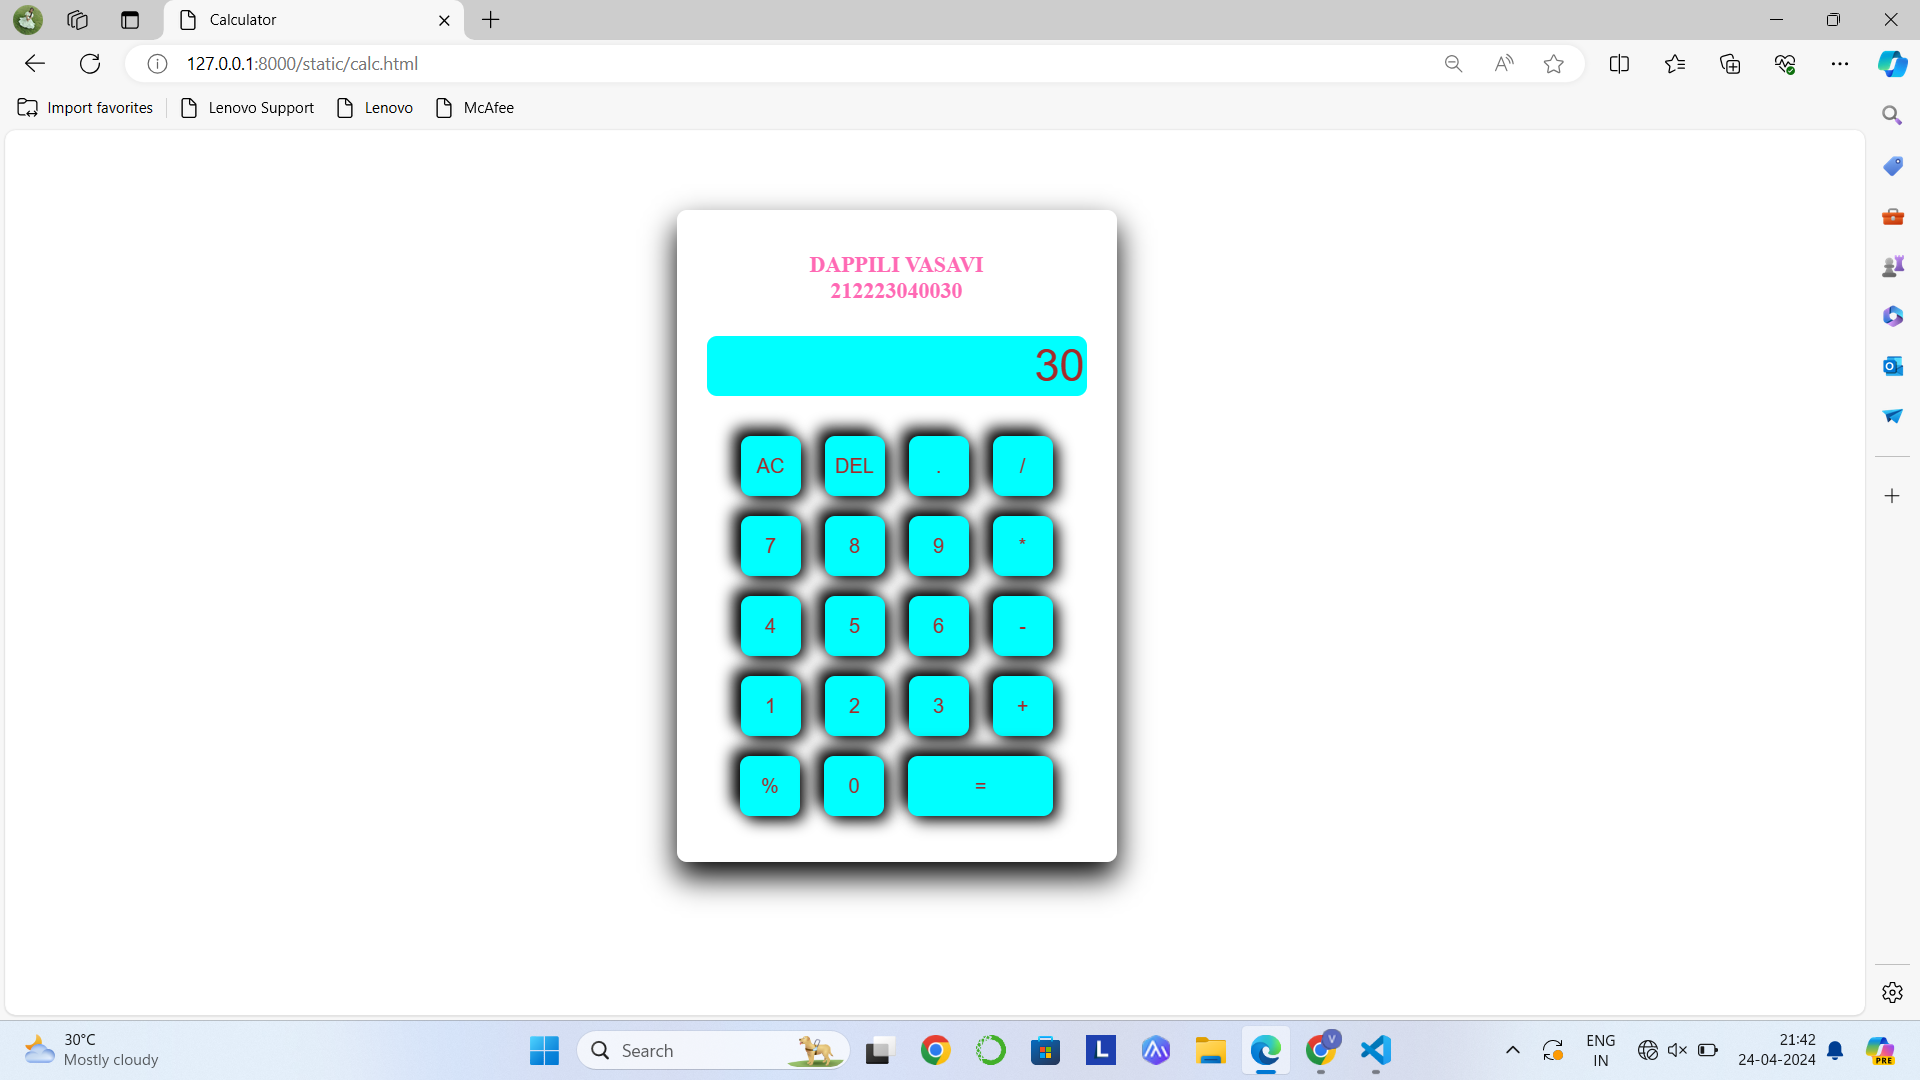 Calculator
127.0.0.1:8000/static/calc.html
Import favorites Lenovo Support Lenovo McAfee
DAPPILI VASAVI
212223040030
30
AC DEL . /
7 8 9 *
4 5 6 -
1 2 3 +
% 0 =
30°C
Mostly cloudy
Search
L
V
ENG
IN
21:42
24-04-2024
PRE